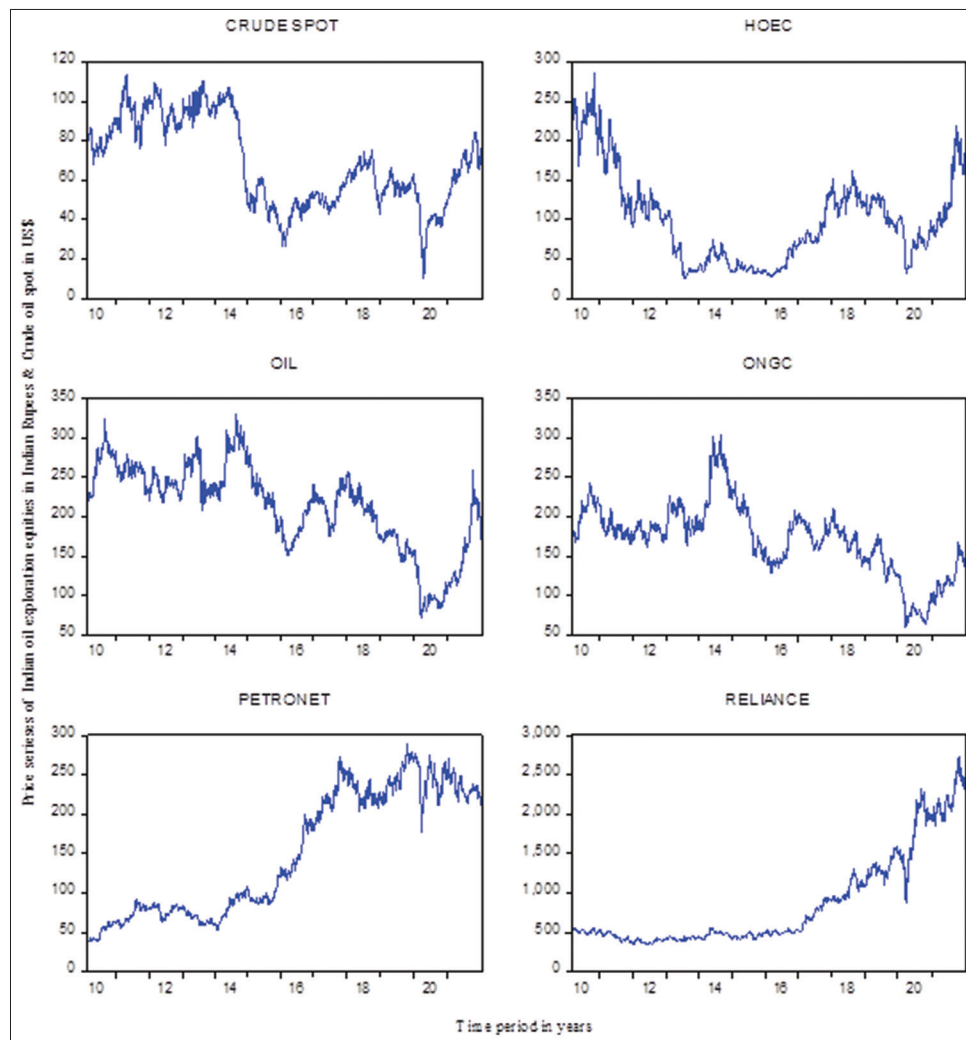 CRUDE SPOT HOEC
120 300
100 250
80 200
60 150
40 100
20 50
0 0
10 12 14 16 18 20 10 12 14 16 18 20
OIL ONGC
350 350
300 300
250 250
200 200
150 150
100 100
50 50
10 12 14 16 18 20 10 12 14 16 18 20
PETRONET RELIANCE
300 3,000
250 2,500
200 2,000
150 1,500
100 1,000
50 500
0 0
10 12 14 16 18 20 10 12 14 16 18 20
Price serieses of Indian oil exploration equities in Indian Rupees & Crude oil spot in US$
Time period in years